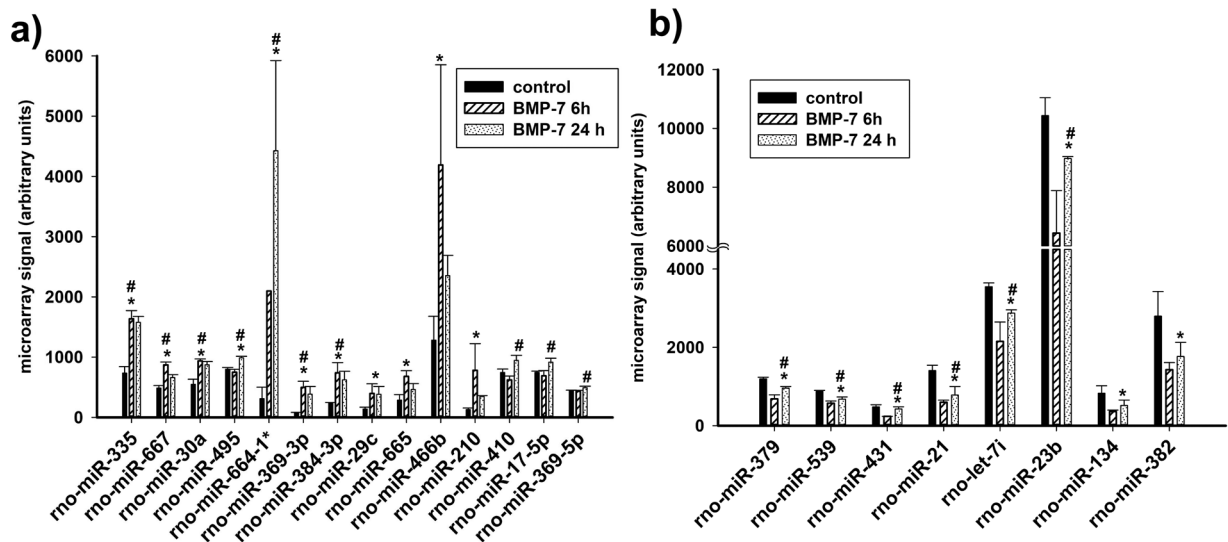 a)
microarray signal (arbitrary units)
6000
5000
4000
3000
2000
1000
0
control
BMP-7 6h
BMP-7 24 h
#
*
#
*
#
*
#
*
#
*
#
*
#
*
*
*
*
*
#
#
#
rno-miR-335
rno-miR-667
rno-miR-30a
rno-miR-495
rno-miR-664-1*
rno-miR-369-3p
rno-miR-384-3p
rno-miR-29c
rno-miR-665
rno-miR-466b
rno-miR-210
rno-miR-410
rno-miR-17-5p
rno-miR-369-5p
b)
microarray signal (arbitrary units)
12000
10000
8000
6000
4000
2000
0
control
BMP-7 6h
BMP-7 24 h
#
*
#
*
#
*
#
*
#
*
#
*
*
*
rno-miR-379
rno-miR-539
rno-miR-431
rno-miR-21
rno-let-7i
rno-miR-23b
rno-miR-134
rno-miR-382